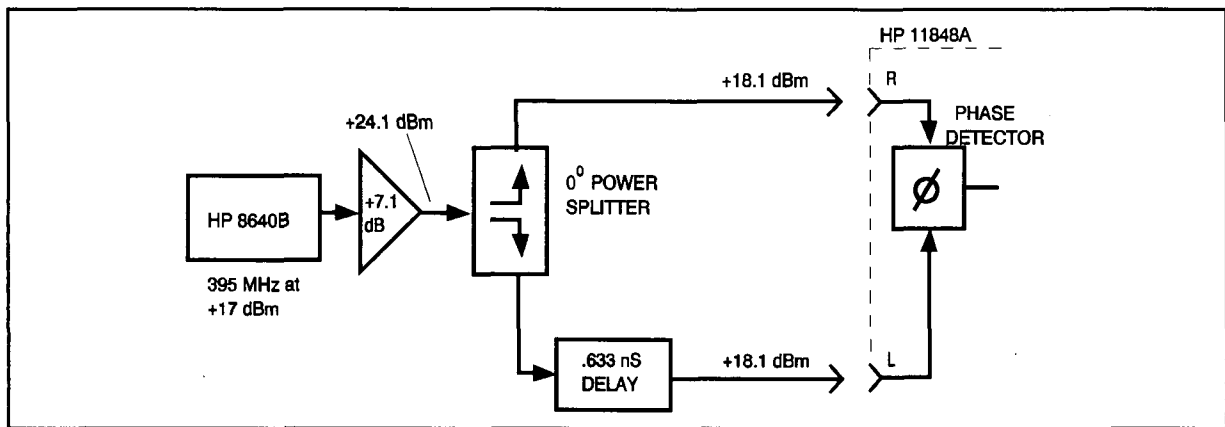 HP 11848A
+18.1 dBm
R
PHASE
DETECTOR
+24.1 dBm
0⁰ POWER
SPLITTER
+7.1
dB
HP 8640B
ϕ
395 MHz at
+17 dBm
.633 nS
DELAY
+18.1 dBm
L